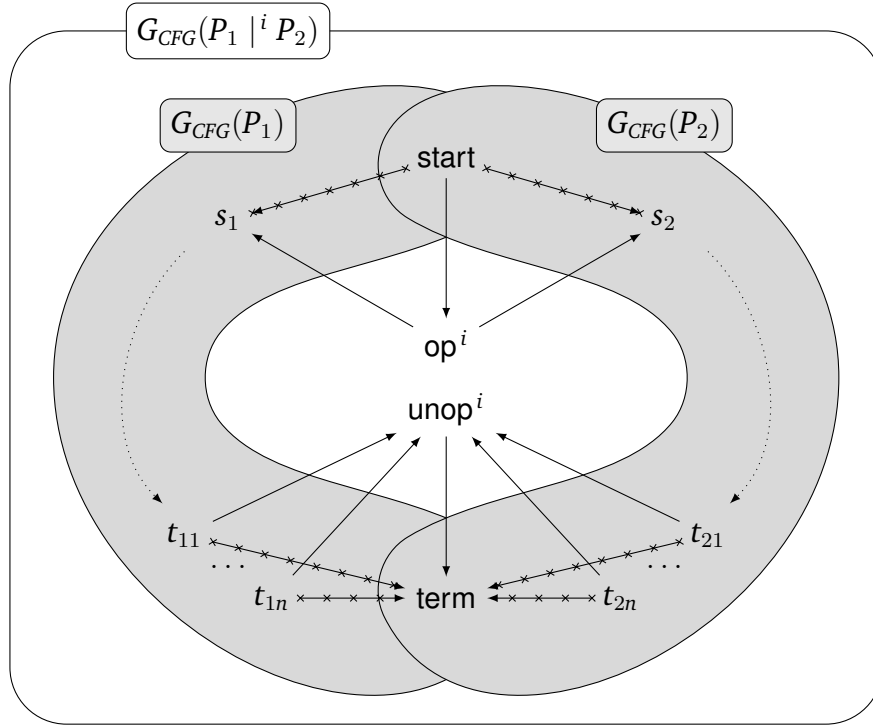 G_CFG(P_1 |^i P_2)
G_CFG(P_1) G_CFG(P_2)
start
s_1 s_2
op^i
unop^i
t_11 t_21
... ...
t_1n term t_2n